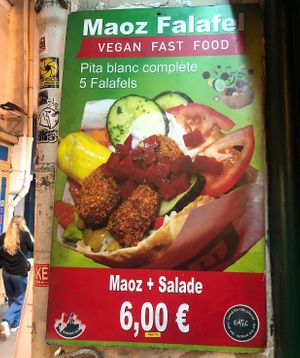 Maoz Falafel
VEGAN FAST FOOD
Pita blanc complète
5 Falafels
Maoz + Salade
6,00 €